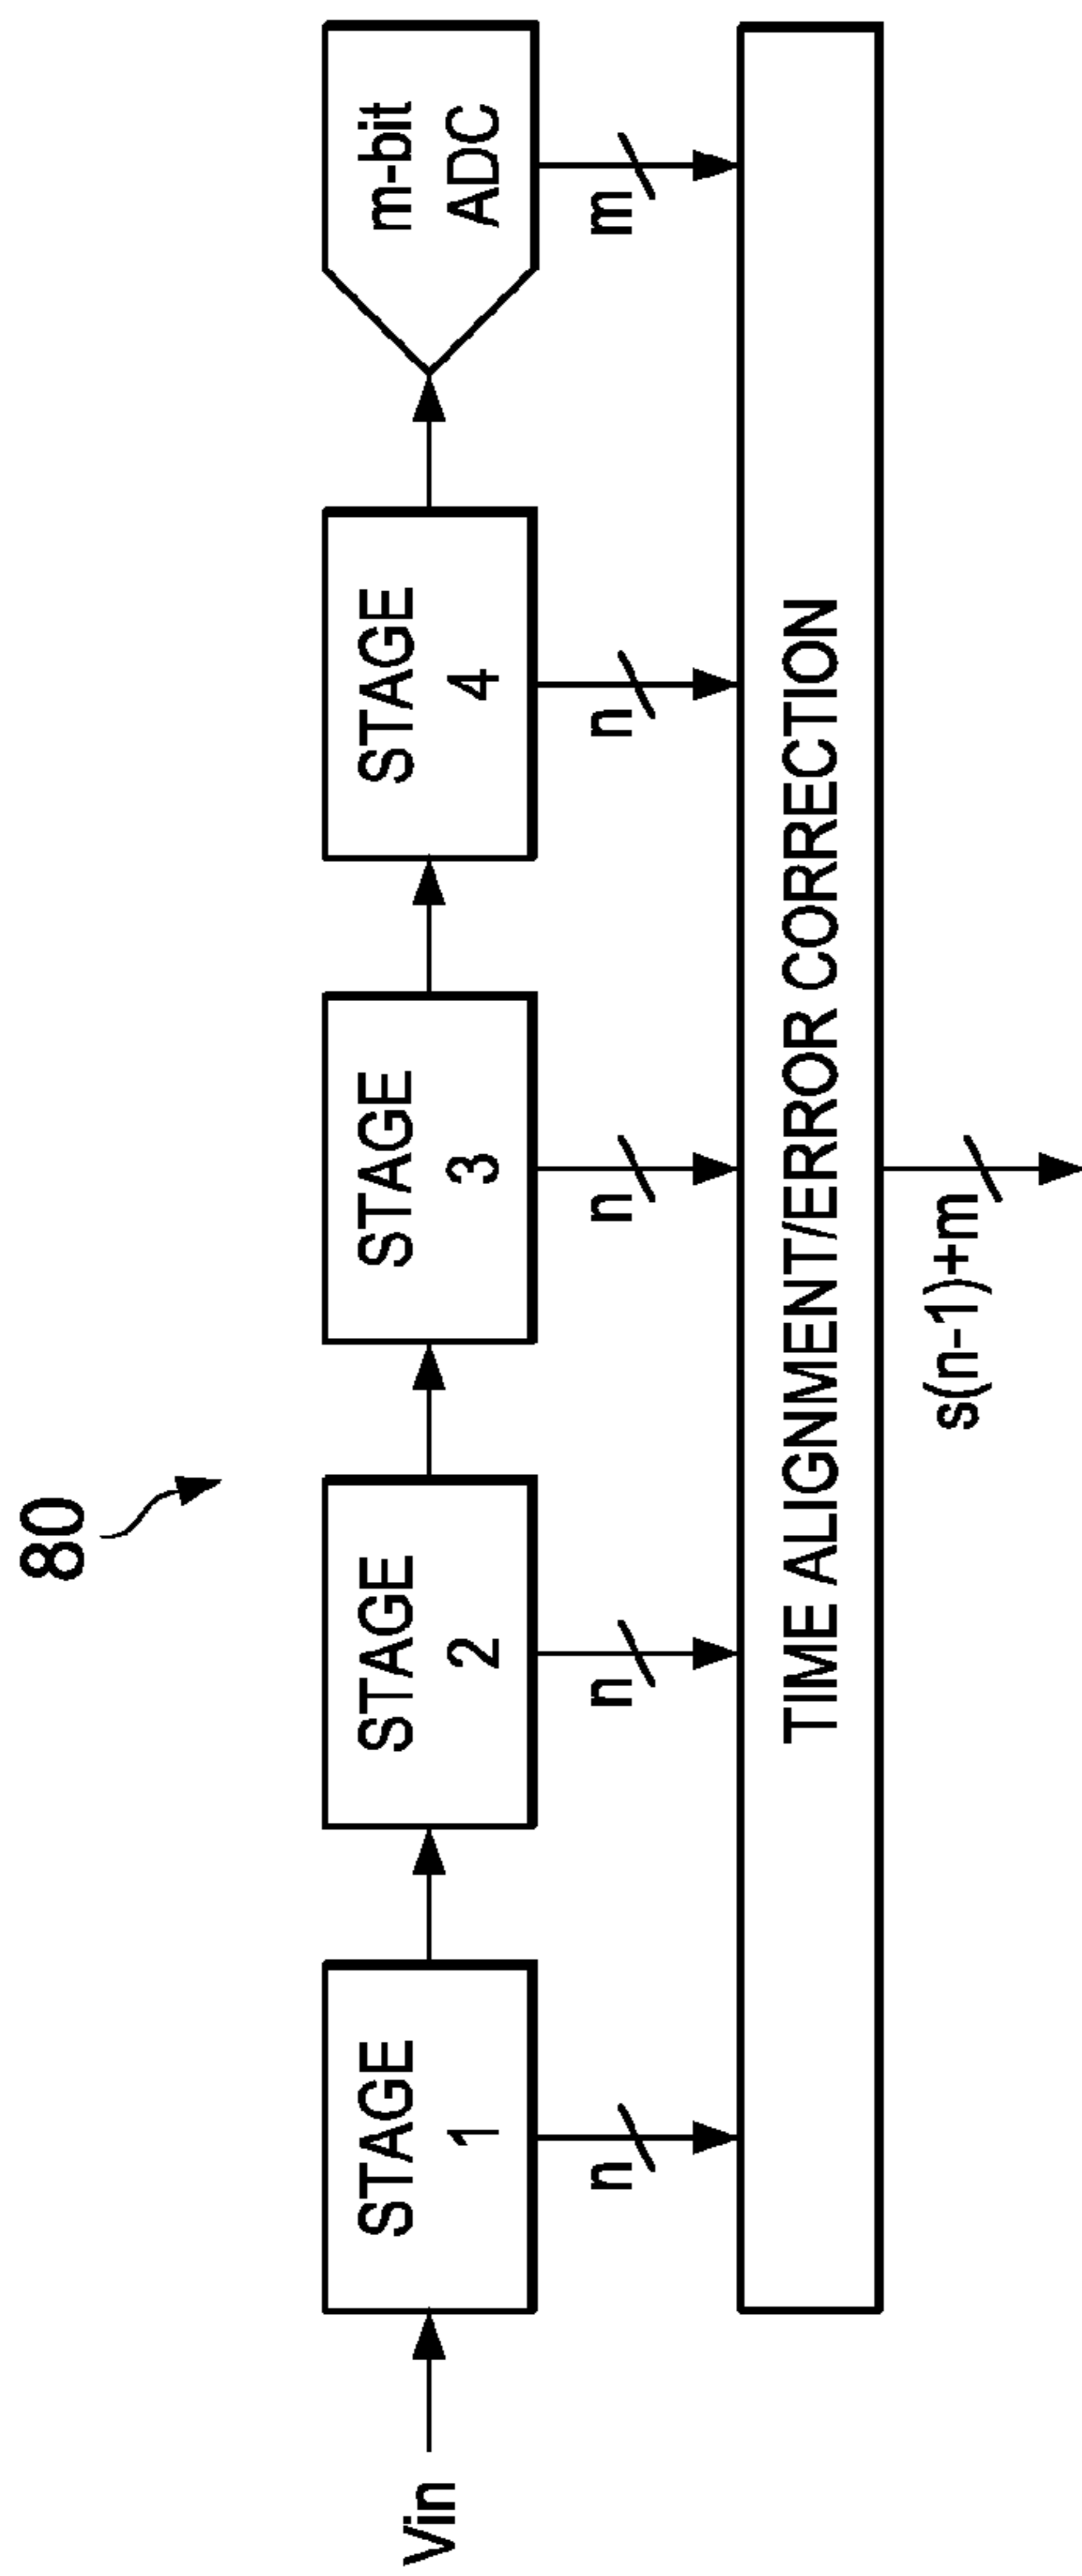 80
Vin
STAGE
1
STAGE
2
STAGE
3
STAGE
4
m-bit
ADC
n
n
n
n
m
TIME ALIGNMENT/ERROR CORRECTION
s(n-1)+m